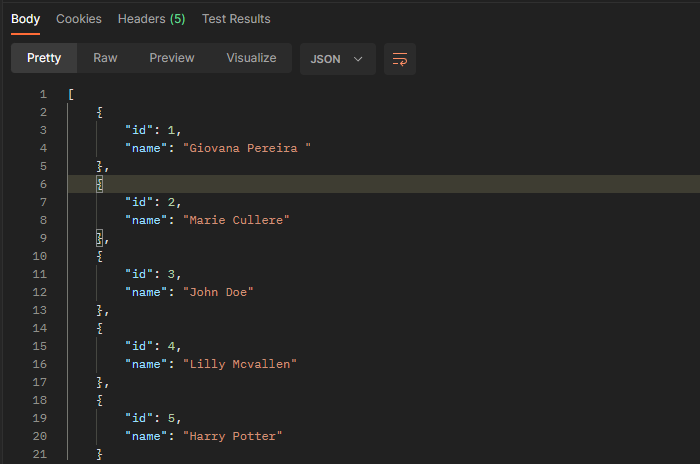 Body Cookies Headers (5) Test Results
Pretty Raw Preview Visualize JSON
1 [
2 {
3 "id": 1,
4 "name": "Giovana Pereira "
5 },
6 {
7 "id": 2,
8 "name": "Marie Cullere"
9 },
10 {
11 "id": 3,
12 "name": "John Doe"
13 },
14 {
15 "id": 4,
16 "name": "Lilly Mcvallen"
17 },
18 {
19 "id": 5,
20 "name": "Harry Potter"
21 }